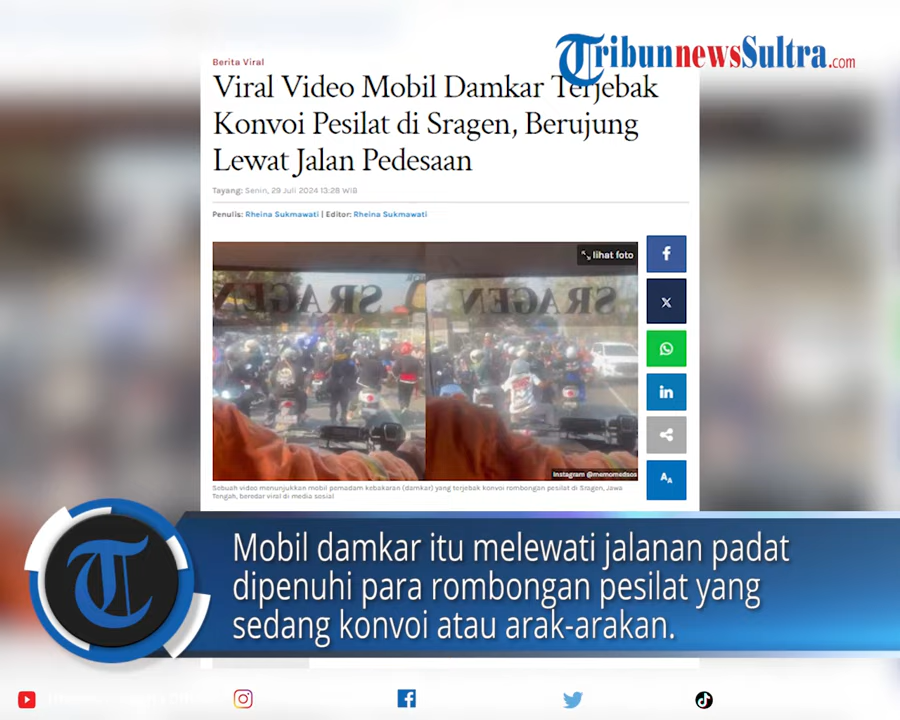 TribunnewsSultra.com
Berita Viral
Viral Video Mobil Damkar Terjebak
Konvoi Pesilat di Sragen, Berujung
Lewat Jalan Pedesaan
Tayang: Senin, 29 Juli 2024 13:28 WIB
Penulis: Rheina Sukmawati | Editor: Rheina Sukmawati
lihat foto
SRAGEN
SRAGEN
Instagram @memomedsos
Sebuah video menunjukkan mobil pemadam kebakaran (damkar) yang terjebak konvoi rombongan pesilat di Sragen, Jawa
Tengah, beredar viral di media sosial
Mobil damkar itu melewati jalanan padat
dipenuhi para rombongan pesilat yang
sedang konvoi atau arak-arakan.